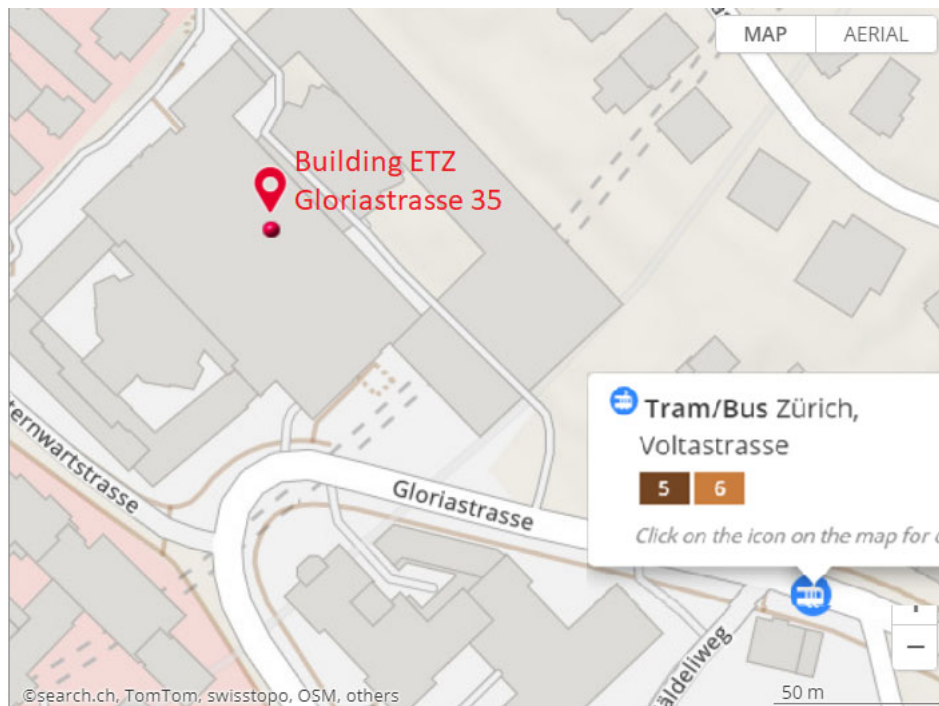 MAP
AERIAL
Building ETZ
Gloriastrasse 35
Tram/Bus Zürich,
Voltastrasse
5 6
Click on the icon on the map for
ternwartstrasse
Gloriastrasse
äldeliweg
+
−
©search.ch, TomTom, swisstopo, OSM, others
50 m